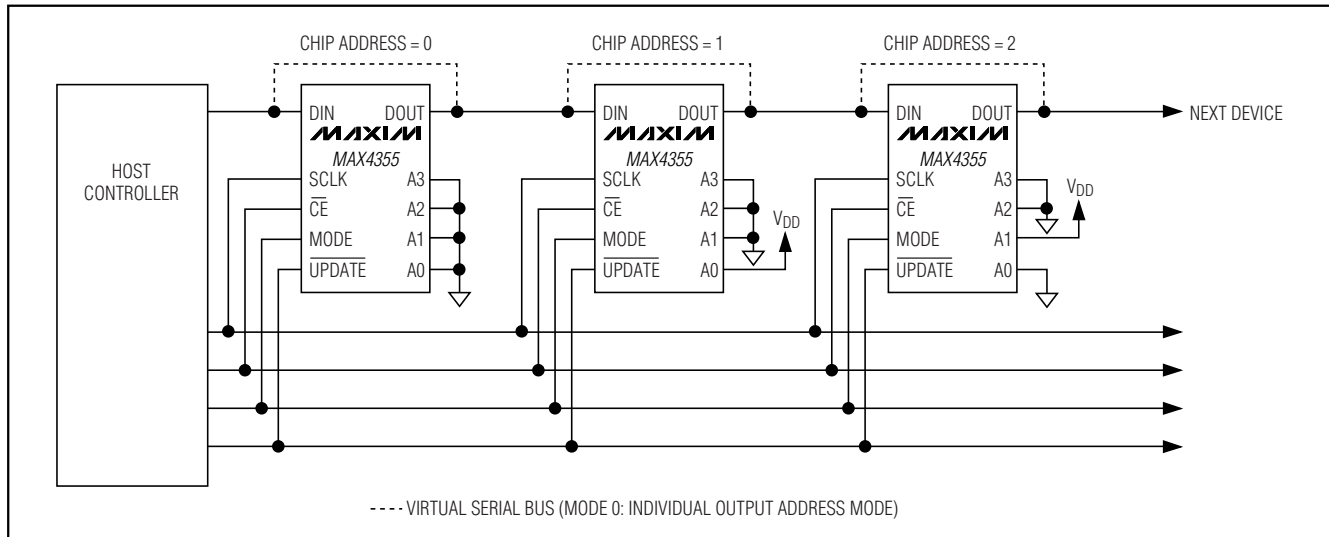 CHIP ADDRESS = 0
CHIP ADDRESS = 1
CHIP ADDRESS = 2
HOST
CONTROLLER
DIN DOUT
MAXIM
MAX4355
SCLK A3
CE A2
MODE A1
UPDATE A0
DIN DOUT
MAXIM
MAX4355
SCLK A3
CE A2
MODE A1
UPDATE A0
VDD
DIN DOUT
MAXIM
MAX4355
SCLK A3
CE A2
MODE A1
UPDATE A0
VDD
NEXT DEVICE
---- VIRTUAL SERIAL BUS (MODE 0: INDIVIDUAL OUTPUT ADDRESS MODE)